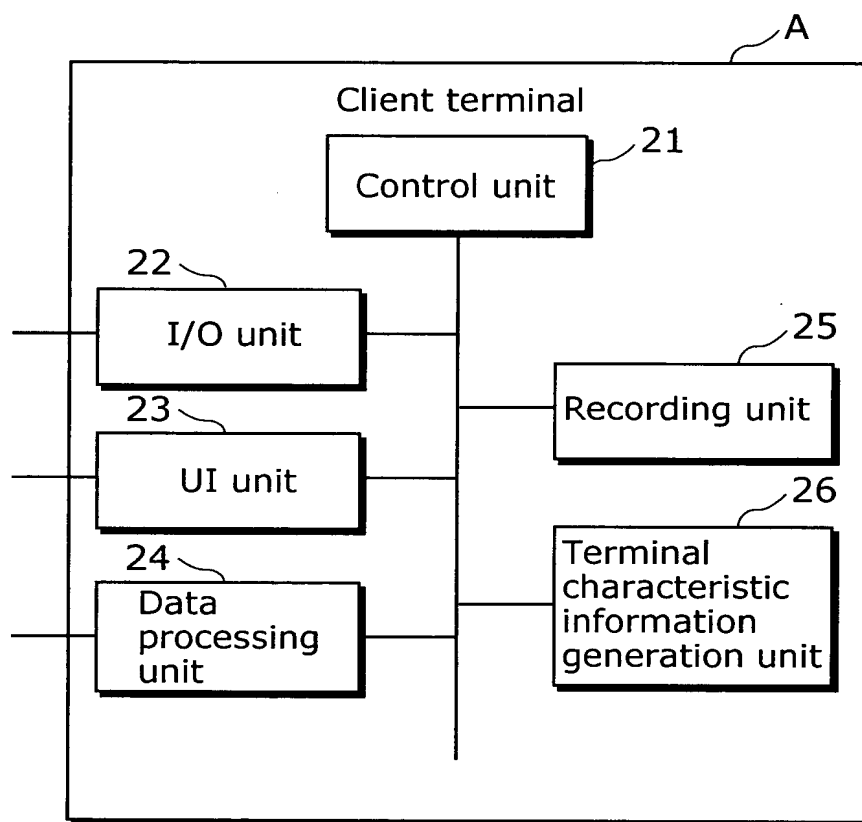 A
Client terminal
21
Control unit
22
I/O unit
25
Recording unit
23
UI unit
26
Terminal
characteristic
information
generation unit
24
Data
processing
unit